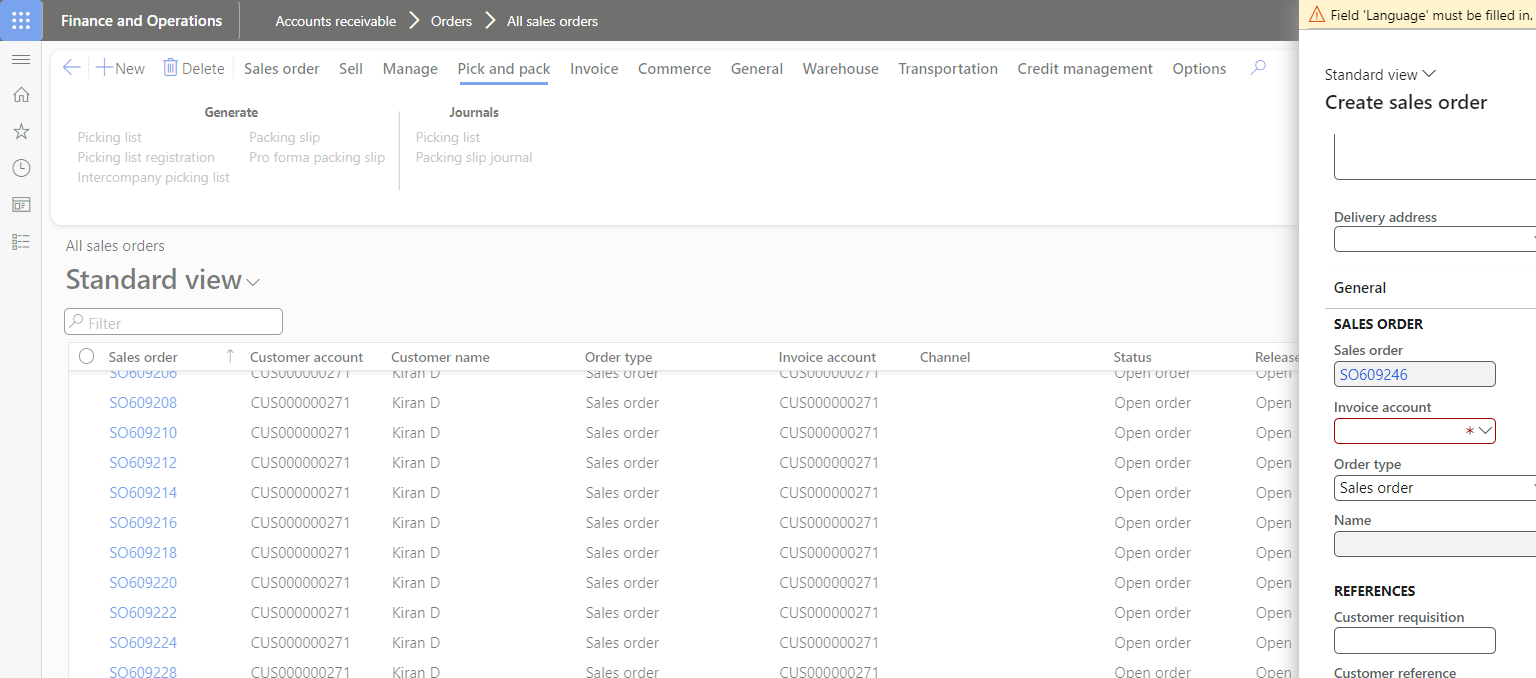 Finance and Operations Accounts receivable Orders All sales orders
Field 'Language' must be filled in.
New Delete Sales order Sell Manage Pick and pack Invoice Commerce General Warehouse Transportation Credit management Options
Generate Journals
Picking list Packing slip Picking list
Picking list registration Pro forma packing slip Packing slip journal
Intercompany picking list
All sales orders
Standard view
Filter
Sales order Customer account Customer name Order type Invoice account Channel Status Release
SO609206 CUS000000271 Kiran D Sales order CUS000000271 Open order Open
SO609208 CUS000000271 Kiran D Sales order CUS000000271 Open order Open
SO609210 CUS000000271 Kiran D Sales order CUS000000271 Open order Open
SO609212 CUS000000271 Kiran D Sales order CUS000000271 Open order Open
SO609214 CUS000000271 Kiran D Sales order CUS000000271 Open order Open
SO609216 CUS000000271 Kiran D Sales order CUS000000271 Open order Open
SO609218 CUS000000271 Kiran D Sales order CUS000000271 Open order Open
SO609220 CUS000000271 Kiran D Sales order CUS000000271 Open order Open
SO609222 CUS000000271 Kiran D Sales order CUS000000271 Open order Open
SO609224 CUS000000271 Kiran D Sales order CUS000000271 Open order Open
SO609228 CUS000000271 Kiran D Sales order CUS000000271 Open order Open
Standard view
Create sales order
Delivery address
General
SALES ORDER
Sales order
SO609246
Invoice account
*
Order type
Sales order
Name
REFERENCES
Customer requisition
Customer reference